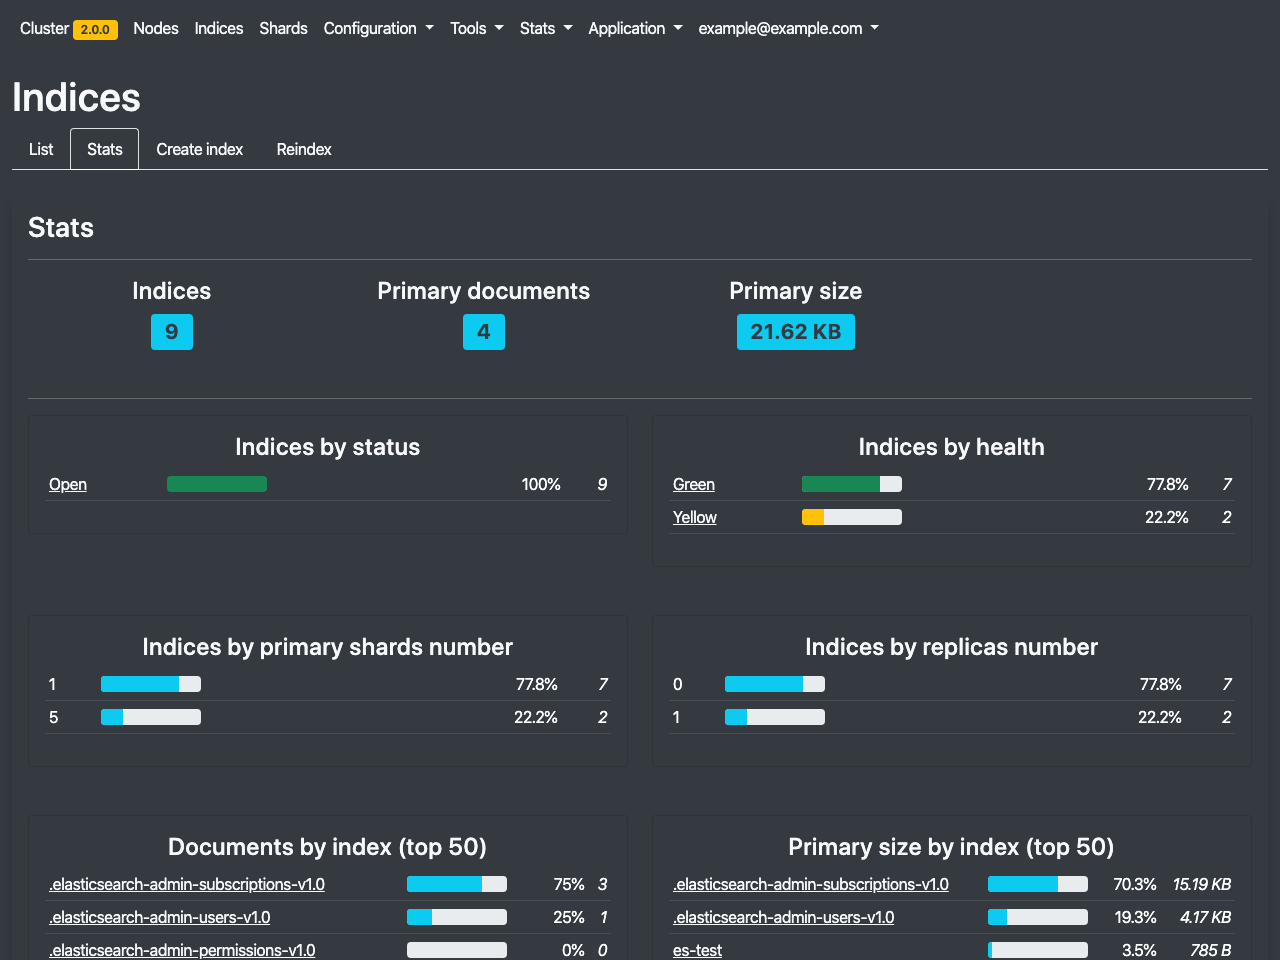 Cluster 2.0.0 Nodes Indices Shards Configuration Tools Stats Application example@example.com
Indices
List Stats Create index Reindex
Stats
Indices Primary documents Primary size
9 4 21.62 KB
Indices by status
Open 100% 9
Indices by health
Green 77.8% 7
Yellow 22.2% 2
Indices by primary shards number
1 77.8% 7
5 22.2% 2
Indices by replicas number
0 77.8% 7
1 22.2% 2
Documents by index (top 50)
.elasticsearch-admin-subscriptions-v1.0 75% 3
.elasticsearch-admin-users-v1.0 25% 1
.elasticsearch-admin-permissions-v1.0 0% 0
Primary size by index (top 50)
.elasticsearch-admin-subscriptions-v1.0 70.3% 15.19 KB
.elasticsearch-admin-users-v1.0 19.3% 4.17 KB
es-test 3.5% 785 B